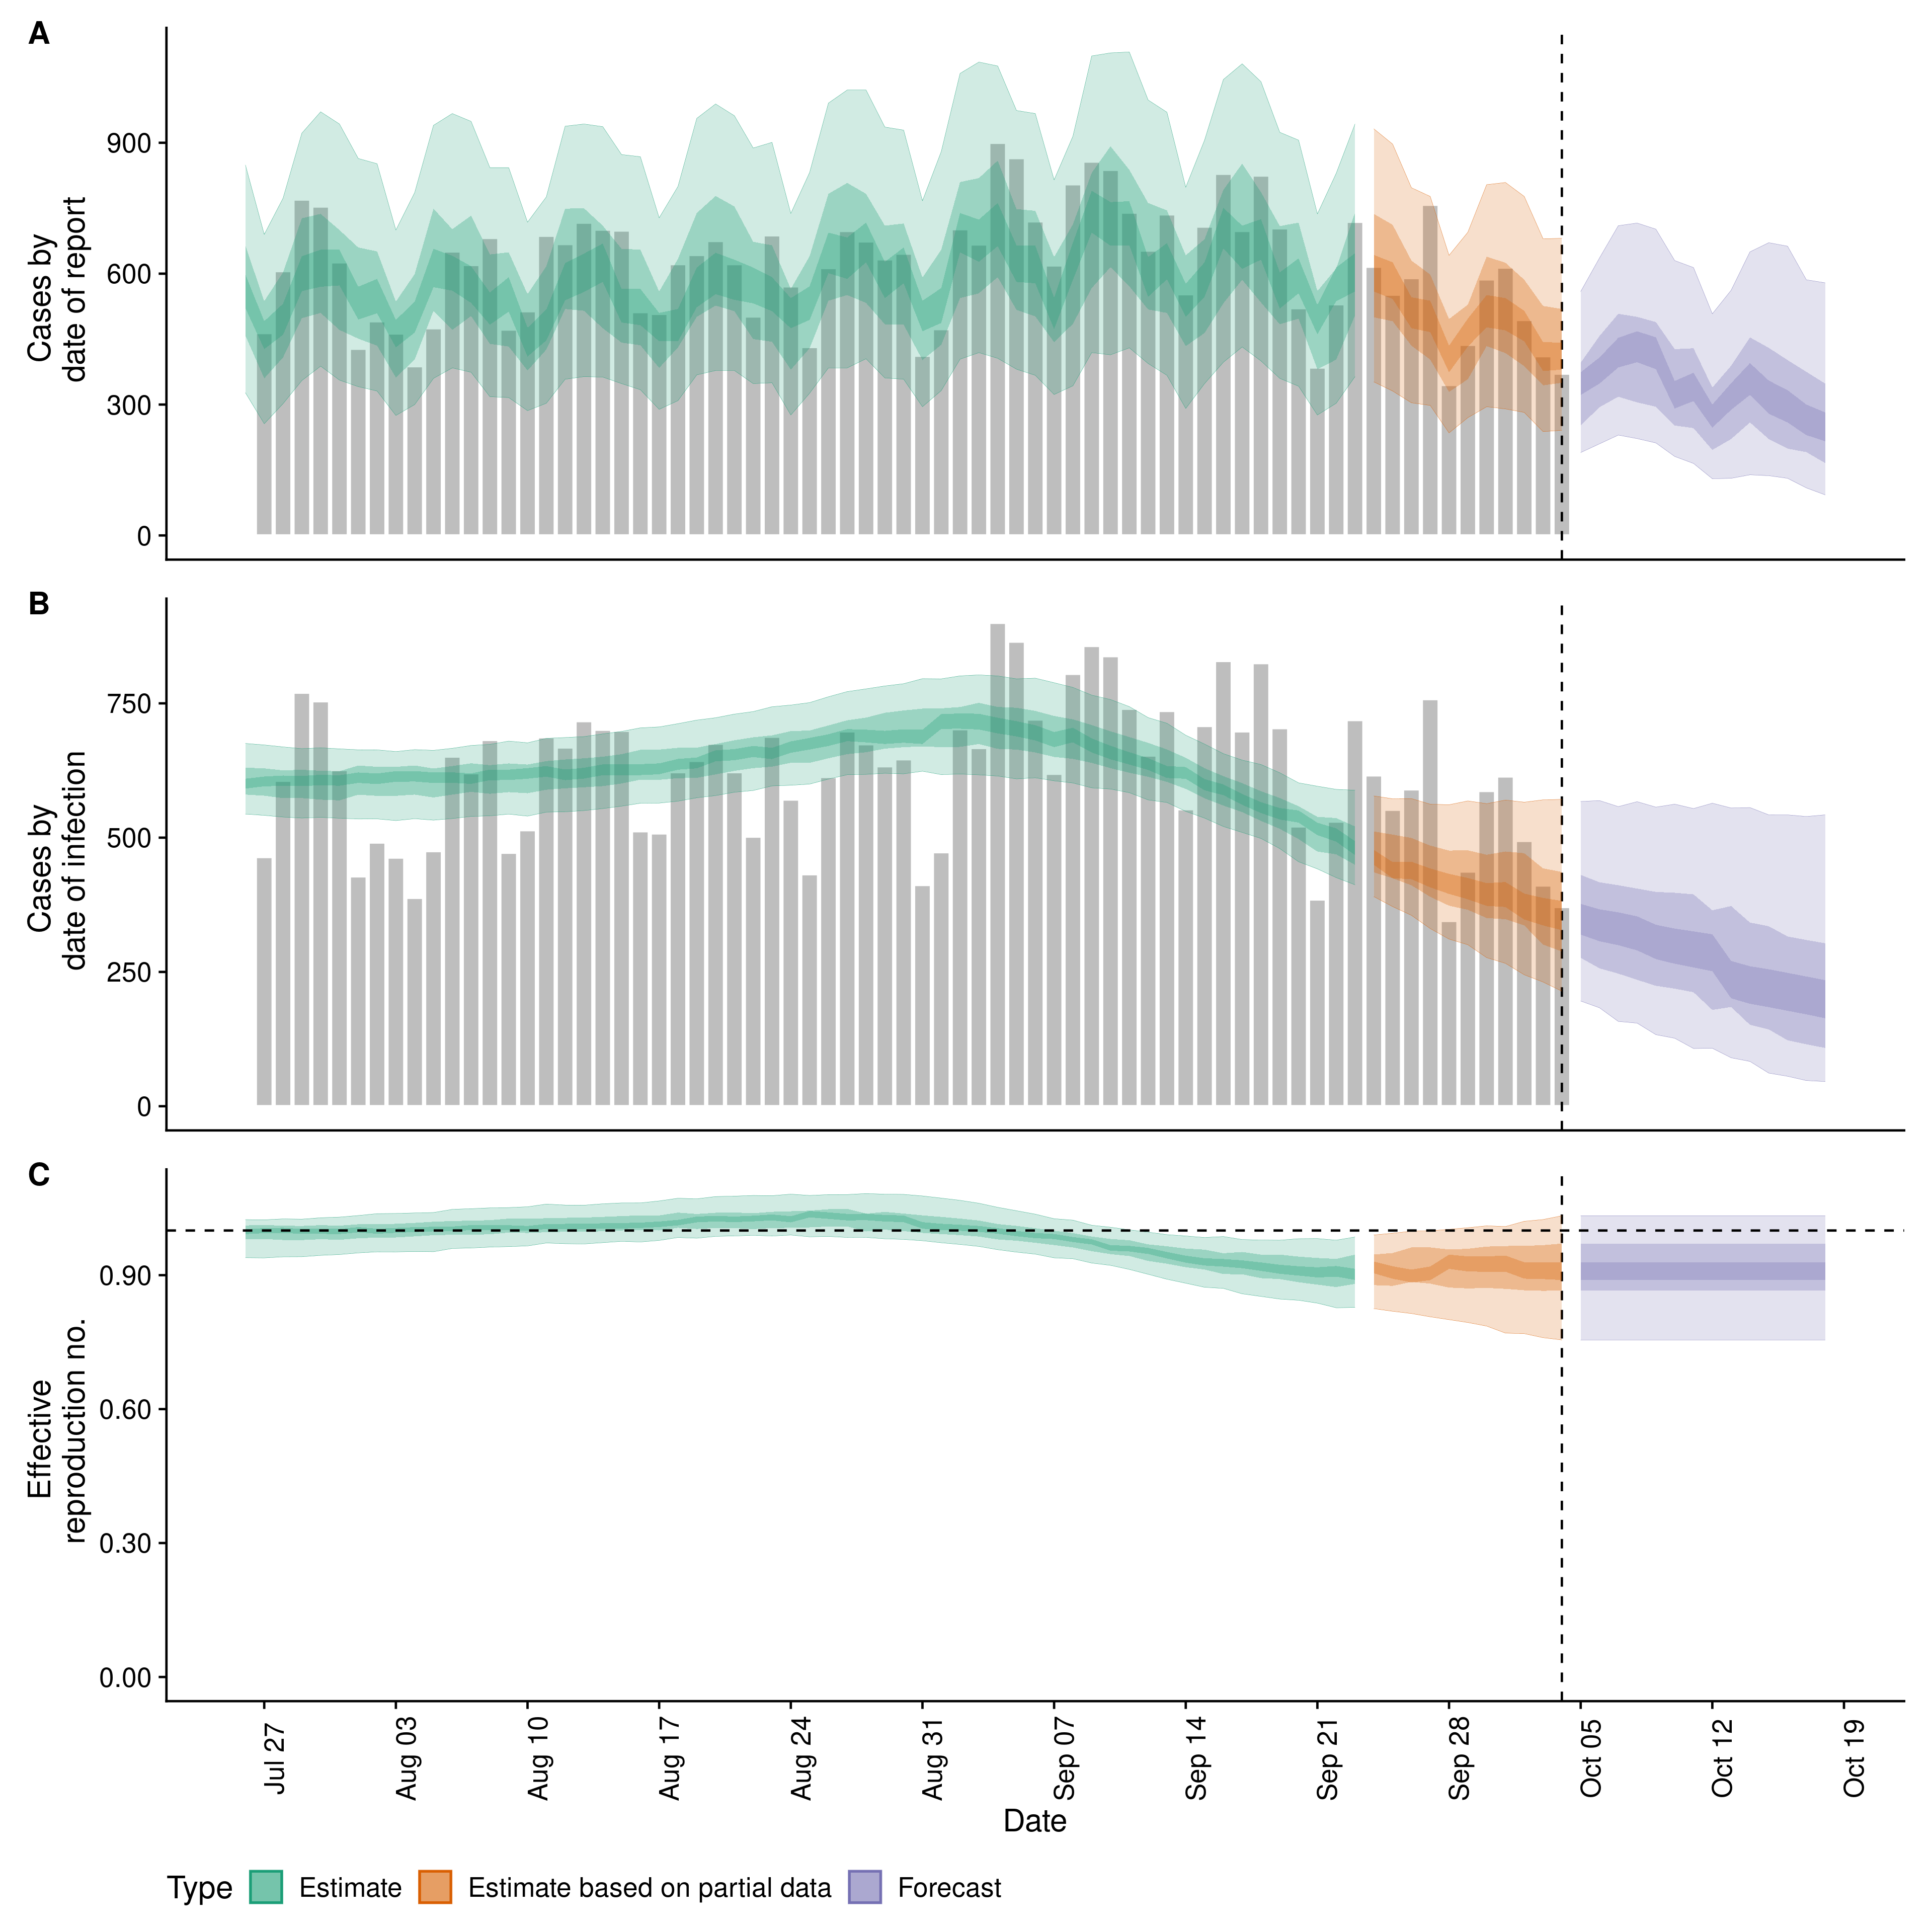 A
Cases by
date of report
900
600
300
0
B
Cases by
date of infection
750
500
250
0
C
Effective
reproduction no.
0.90
0.60
0.30
0.00
Jul 27
Aug 03
Aug 10
Aug 17
Aug 24
Aug 31
Sep 07
Sep 14
Sep 21
Sep 28
Oct 05
Oct 12
Oct 19
Date
Type Estimate Estimate based on partial data Forecast